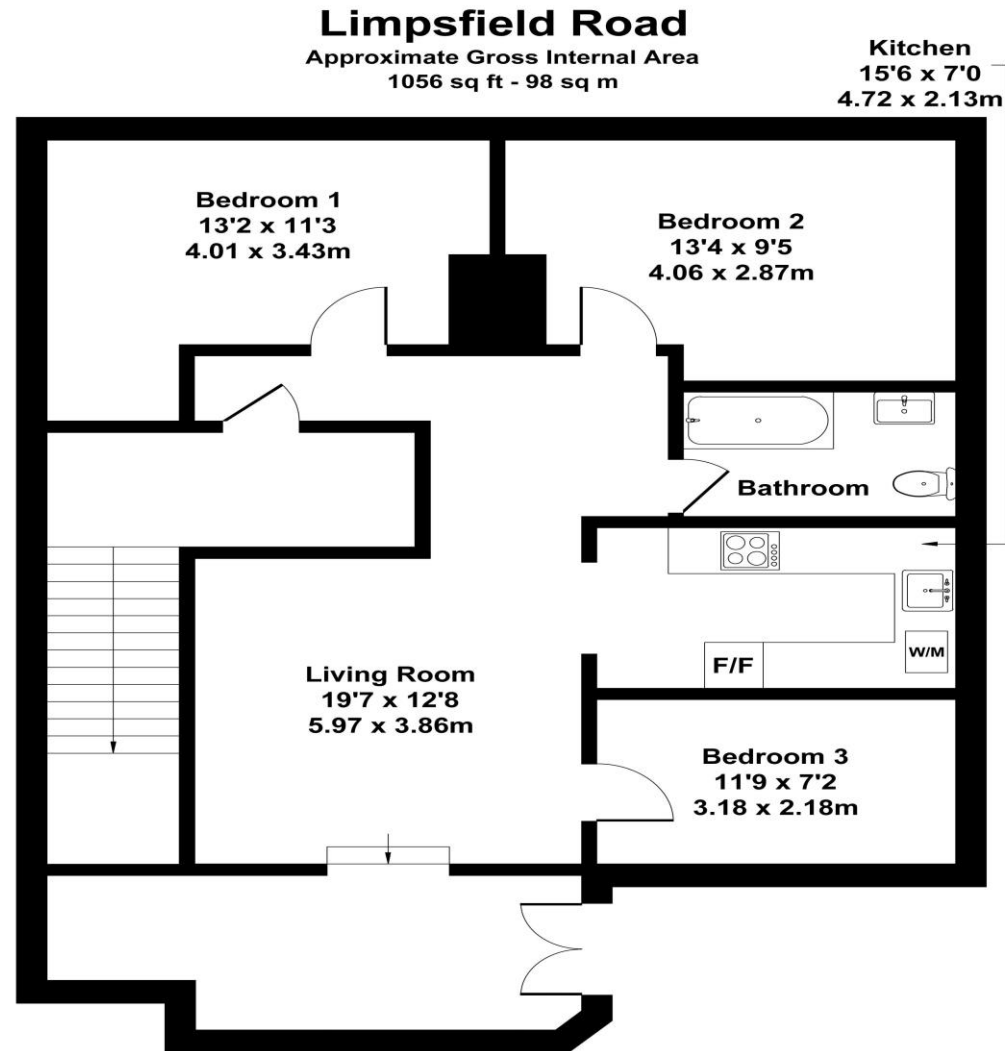 Limpsfield Road
Approximate Gross Internal Area
1056 sq ft - 98 sq m
Kitchen
15'6 x 7'0
4.72 x 2.13m
Bedroom 1
13'2 x 11'3
4.01 x 3.43m
Bedroom 2
13'4 x 9'5
4.06 x 2.87m
Bathroom
F/F
W/M
Living Room
19'7 x 12'8
5.97 x 3.86m
Bedroom 3
11'9 x 7'2
3.18 x 2.18m